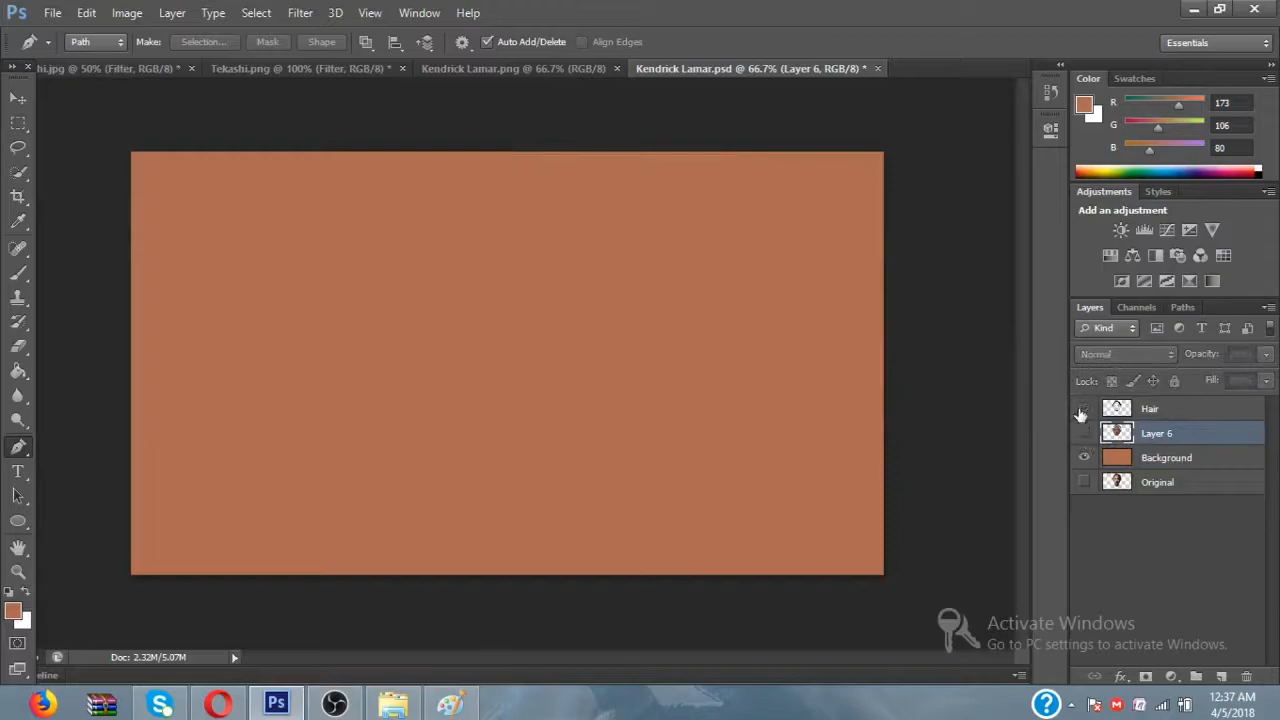 Ps File Edit Image Layer Type Select Filter 3D View Window Help
Path Make: Selection... Mask Shape Auto Add/Delete Align Edges Essentials
hi.jpg @ 50% (Filter, RGB/8) * × Tekashi.png @ 100% (Filter, RGB/8) * × Kendrick Lamar.png @ 66.7% (RGB/8) × Kendrick Lamar.psd @ 66.7% (Layer 6, RGB/8) * ×
Color Swatches
R 173
G 106
B 80
Adjustments Styles
Add an adjustment
Layers Channels Paths
Kind
Normal Opacity:
Lock: Fill:
Hair
Layer 6
Background
Original
Activate Windows
Go to PC settings to activate Windows.
Doc: 2.32M/5.07M
eline
Ps
12:37 AM
4/5/2018